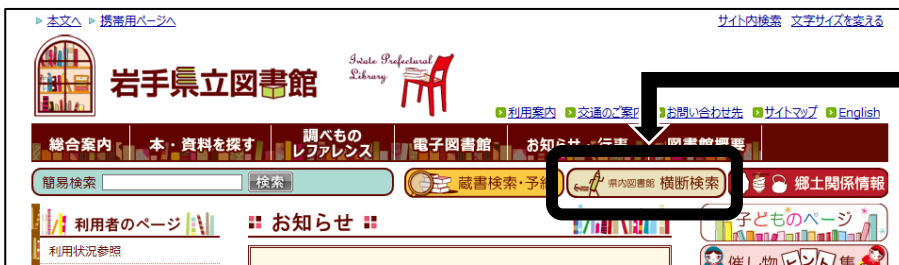 本文へ 携帯用ページへ サイト内検索 文字サイズを変える
岩手県立図書館 Iwate Prefectural Library
利用案内 交通のご案内 お問い合わせ先 サイトマップ English
総合案内 本・資料を探す 調べもの レファレンス 電子図書館 お知らせ 図書館概要
簡易検索 検索 蔵書検索・予 県内図書館 横断検索 郷土関係情報
利用者のページ お知らせ 子どものページ
利用状況参照 催し物